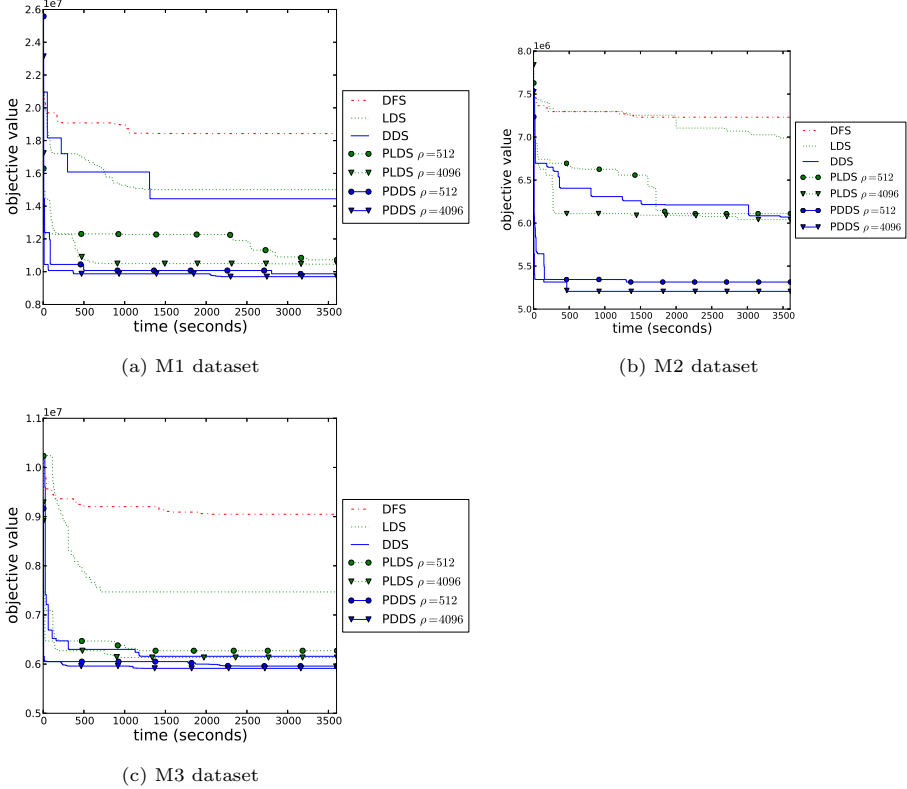 1e7
2.6
2.4
2.2
2.0
1.8
1.6
1.4
1.2
1.0
0.8
objective value
0 500 1000 1500 2000 2500 3000 3500
time (seconds)
DFS
LDS
DDS
PLDS ρ=512
PLDS ρ=4096
PDDS ρ=512
PDDS ρ=4096
(a) M1 dataset
1e6
8.0
7.5
7.0
6.5
6.0
5.5
5.0
objective value
0 500 1000 1500 2000 2500 3000 3500
time (seconds)
DFS
LDS
DDS
PLDS ρ=512
PLDS ρ=4096
PDDS ρ=512
PDDS ρ=4096
(b) M2 dataset
1e7
1.1
1.0
0.9
0.8
0.7
0.6
0.5
objective value
0 500 1000 1500 2000 2500 3000 3500
time (seconds)
DFS
LDS
DDS
PLDS ρ=512
PLDS ρ=4096
PDDS ρ=512
PDDS ρ=4096
(c) M3 dataset